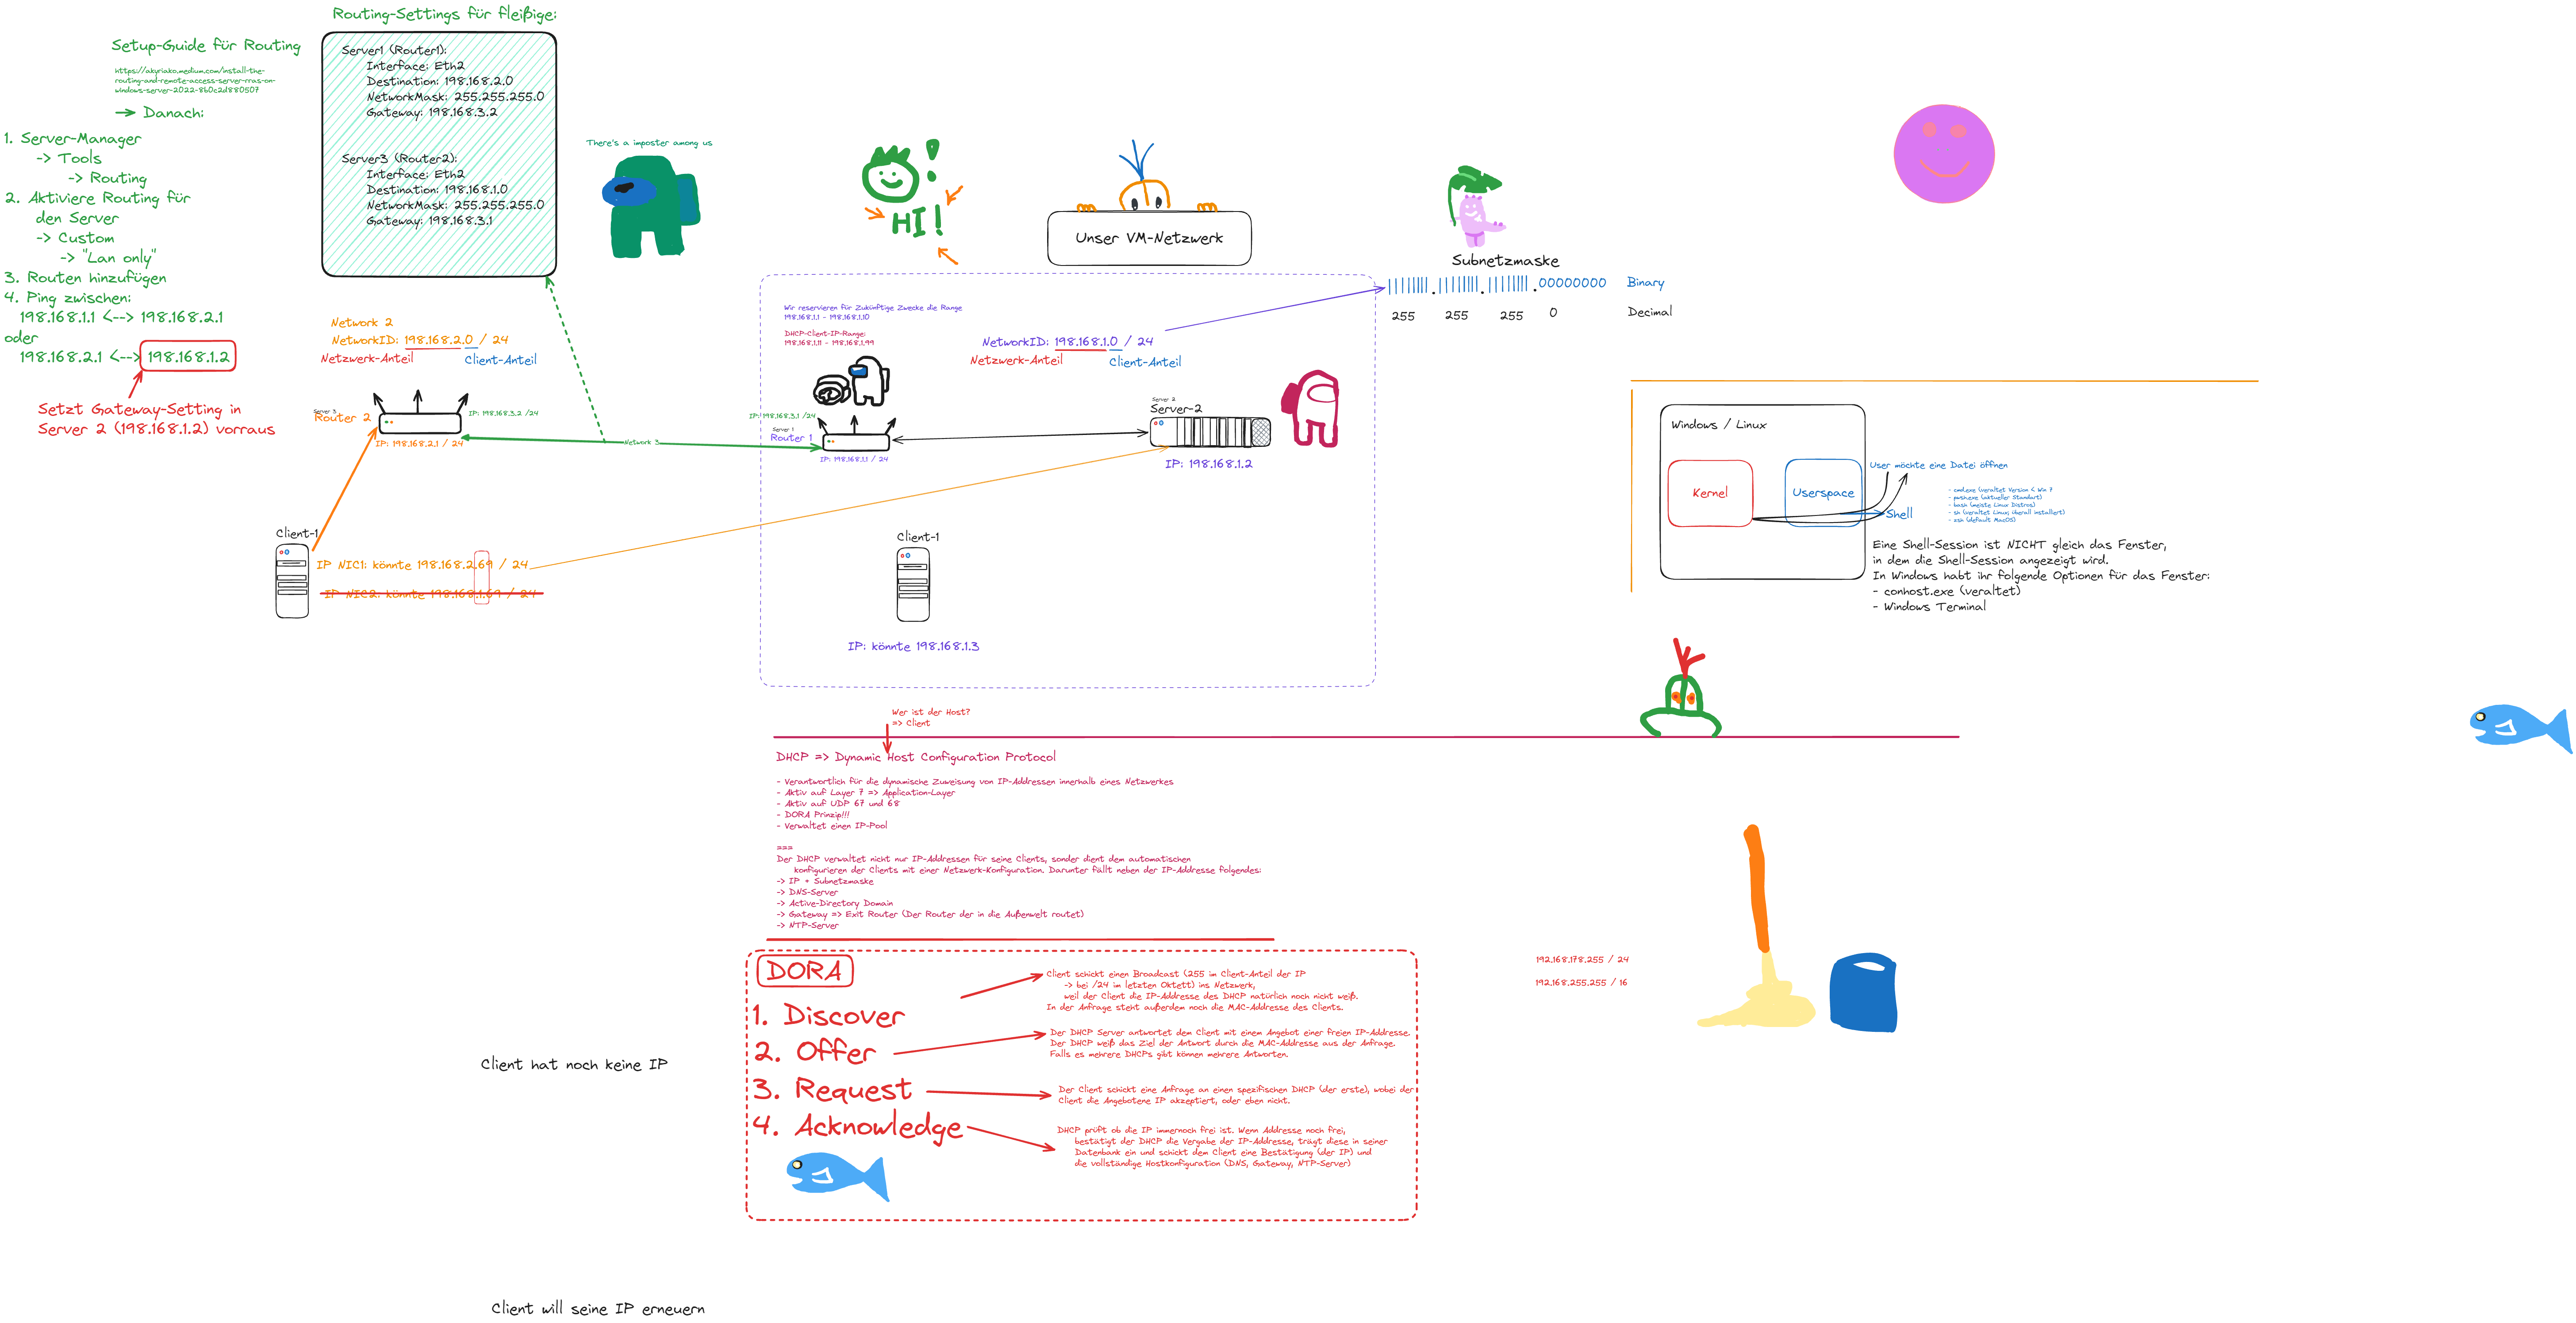 Routing-Settings für fleißige:
Setup-Guide für Routing
https://akyriako.medium.com/install-the-
routing-and-remote-access-server-rras-on-
windows-server-2022-8b0c2d880507
-> Danach:
1. Server-Manager
-> Tools
-> Routing
2. Aktiviere Routing für
den Server
-> Custom
-> "Lan only"
3. Routen hinzufügen
4. Ping zwischen:
198.168.1.1 <--> 198.168.2.1
oder
198.168.2.1 <--> 198.168.1.2
Setzt Gateway-Setting in
Server 2 (198.168.1.2) vorraus
Server1 (Router1):
Interface: Eth2
Destination: 198.168.2.0
NetworkMask: 255.255.255.0
Gateway: 198.168.3.2
Server3 (Router2):
Interface: Eth2
Destination: 198.168.1.0
NetworkMask: 255.255.255.0
Gateway: 198.168.3.1
There's a imposter among us
HI!
Unser VM-Netzwerk
Subnetzmaske
||||||||.||||||||.||||||||.00000000 Binary
255 255 255 0 Decimal
Network 2
NetworkID: 198.168.2.0 / 24
Netzwerk-Anteil
Client-Anteil
Server 3
Router 2
IP: 198.168.3.2 /24
IP: 198.168.2.1 / 24
Network 3
Client-1
IP NIC1: könnte 198.168.2.69 / 24
IP NIC2: könnte 198.168.1.69 / 24
Wir reservieren für Zukünftige Zwecke die Range
198.168.1.1 - 198.168.1.10
DHCP-Client-IP-Range:
198.168.1.11 - 198.168.1.99
NetworkID: 198.168.1.0 / 24
Netzwerk-Anteil
Client-Anteil
IP: 198.168.3.1 /24
Server 1
Router 1
IP: 198.168.1.1 / 24
Server 2
Server-2
IP: 198.168.1.2
Client-1
IP: könnte 198.168.1.3
Windows / Linux
Kernel
Userspace
User möchte eine Datei öffnen
Shell
- cmd.exe (veraltet Version < Win 7
- pwsh.exe (aktueller Standart)
- bash (meiste Linux Distros)
- sh (veraltet Linux; überall installiert)
- zsh (default MacOS)
Eine Shell-Session ist NICHT gleich das Fenster,
in dem die Shell-Session angezeigt wird.
In Windows habt ihr folgende Optionen für das Fenster:
- conhost.exe (veraltet)
- Windows Terminal
Wer ist der Host?
=> Client
DHCP => Dynamic Host Configuration Protocol
- Verantwortlich für die dynamische Zuweisung von IP-Addressen innerhalb eines Netzwerkes
- Aktiv auf Layer 7 => Application-Layer
- Aktiv auf UDP 67 und 68
- DORA Prinzip!!!
- Verwaltet einen IP-Pool
===
Der DHCP verwaltet nicht nur IP-Addressen für seine Clients, sonder dient dem automatischen
konfigurieren der Clients mit einer Netzwerk-Konfiguration. Darunter fällt neben der IP-Addresse folgendes:
-> IP + Subnetzmaske
-> DNS-Server
-> Active-Directory Domain
-> Gateway => Exit Router (Der Router der in die Außenwelt routet)
-> NTP-Server
DORA
1. Discover
Client schickt einen Broadcast (255 im Client-Anteil der IP
-> bei /24 im letzten Oktett) ins Netzwerk,
weil der Client die IP-Addresse des DHCP natürlich noch nicht weiß.
In der Anfrage steht außerdem noch die MAC-Addresse des Clients.
2. Offer
Der DHCP Server antwortet dem Client mit einem Angebot einer freien IP-Addresse.
Der DHCP weiß das Ziel der Antwort durch die MAC-Addresse aus der Anfrage.
Falls es mehrere DHCPs gibt können mehrere Antworten.
3. Request
Der Client schickt eine Anfrage an einen spezifischen DHCP (der erste), wobei der
Client die Angebotene IP akzeptiert, oder eben nicht.
4. Acknowledge
DHCP prüft ob die IP immernoch frei ist. Wenn Addresse noch frei,
bestätigt der DHCP die Vergabe der IP-Addresse, trägt diese in seiner
Datenbank ein und schickt dem Client eine Bestätigung (der IP) und
die vollständige Hostkonfiguration (DNS, Gateway, NTP-Server)
192.168.178.255 / 24
192.168.255.255 / 16
Client hat noch keine IP
Client will seine IP erneuern